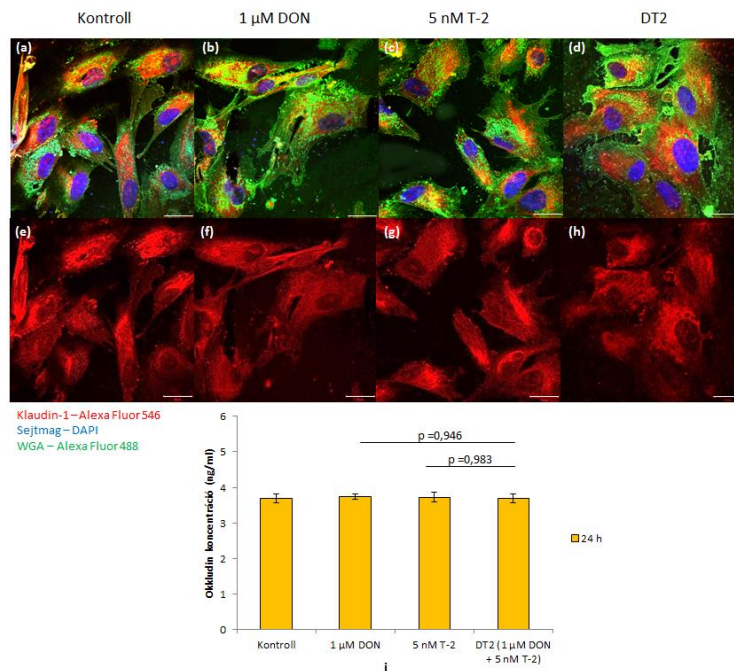 Kontroll 1 µM DON 5 nM T-2 DT2
(a) (b) (c) (d)
(e) (f) (g) (h)
Klaudin-1 – Alexa Fluor 546
Sejtmag – DAPI
WGA – Alexa Fluor 488
Okkludin koncentráció (ng/ml)
6
5
4
3
2
1
0
p =0,946
p =0,983
24 h
Kontroll 1 µM DON 5 nM T-2 DT2 (1 µM DON
+ 5 nM T-2)
i